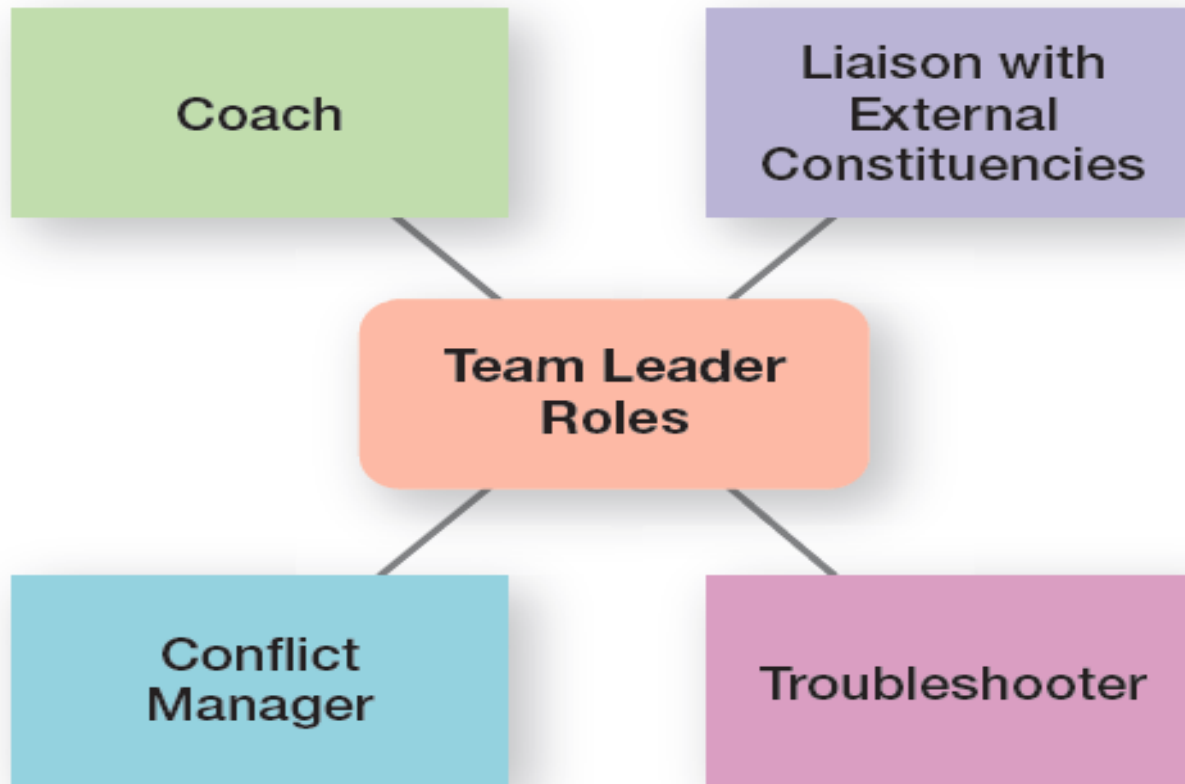 Coach
Liaison with
External
Constituencies
Team Leader
Roles
Conflict
Manager
Troubleshooter